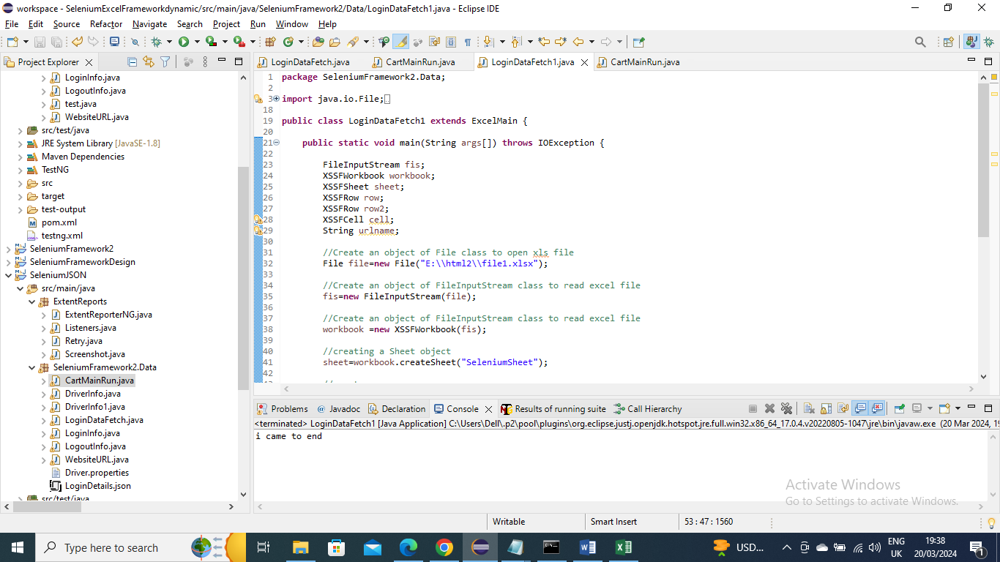 workspace - SeleniumExcelFrameworkdynamic/src/main/java/SeleniumFramework2/Data/LoginDataFetch1.java - Eclipse IDE
File Edit Source Refactor Navigate Search Project Run Window Help
Project Explorer
LoginInfo.java
LogoutInfo.java
test.java
WebsiteURL.java
src/test/java
JRE System Library [JavaSE-1.8]
Maven Dependencies
TestNG
src
target
test-output
pom.xml
testng.xml
SeleniumFramework2
SeleniumFrameworkDesign
SeleniumJSON
src/main/java
ExtentReports
ExtentReporterNG.java
Listeners.java
Retry.java
Screenshot.java
SeleniumFramework2.Data
CartMainRun.java
DriverInfo.java
DriverInfo1.java
LoginDataFetch.java
LoginInfo.java
LogoutInfo.java
WebsiteURL.java
Driver.properties
LoginDetails.json
src/test/java
LoginDataFetch.java CartMainRun.java LoginDataFetch1.java CartMainRun.java
1 package SeleniumFramework2.Data;
2
3 import java.io.File;
18
19 public class LoginDataFetch1 extends ExcelMain {
20
21 public static void main(String args[]) throws IOException {
22
23 FileInputStream fis;
24 XSSFWorkbook workbook;
25 XSSFSheet sheet;
26 XSSFRow row;
27 XSSFRow row2;
28 XSSFCell cell;
29 String urlname;
30
31 //Create an object of File class to open xls file
32 File file=new File("E:\\html2\\file1.xlsx");
33
34 //Create an object of FileInputStream class to read excel file
35 fis=new FileInputStream(file);
36
37 //Create an object of FileInputStream class to read excel file
38 workbook =new XSSFWorkbook(fis);
39
40 //creating a Sheet object
41 sheet=workbook.createSheet("SeleniumSheet");
42
Problems Javadoc Declaration Console Results of running suite Call Hierarchy
<terminated> LoginDataFetch1 [Java Application] C:\Users\Dell\.p2\pool\plugins\org.eclipse.justj.openjdk.hotspot.jre.full.win32.x86_64_17.0.4.v20220805-1047\jre\bin\javaw.exe (20 Mar 2024, 19
i came to end
Activate Windows
Go to Settings to activate Windows.
Writable Smart Insert 53 : 47 : 1560
Type here to search
USD...
ENG
UK
19:38
20/03/2024
1